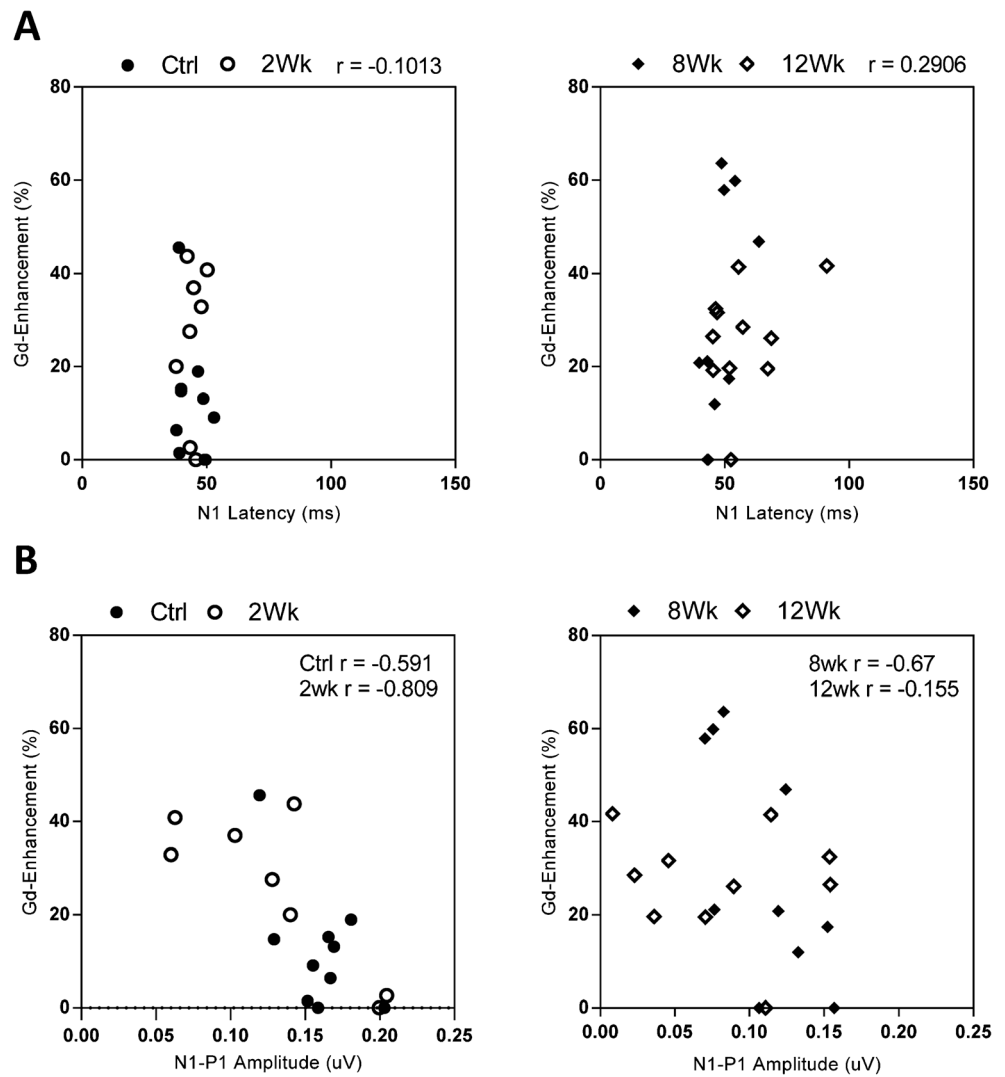 A
Ctrl 2Wk r = -0.1013
80
60
40
20
0
Gd-Enhancement (%)
0 50 100 150
N1 Latency (ms)
8Wk 12Wk r = 0.2906
80
60
40
20
0
Gd-Enhancement (%)
0 50 100 150
N1 Latency (ms)
B
Ctrl 2Wk
Ctrl r = -0.591
2wk r = -0.809
80
60
40
20
0
Gd-Enhancement (%)
0.00 0.05 0.10 0.15 0.20 0.25
N1-P1 Amplitude (uV)
8Wk 12Wk
8wk r = -0.67
12wk r = -0.155
80
60
40
20
0
Gd-Enhancement (%)
0.00 0.05 0.10 0.15 0.20 0.25
N1-P1 Amplitude (uV)